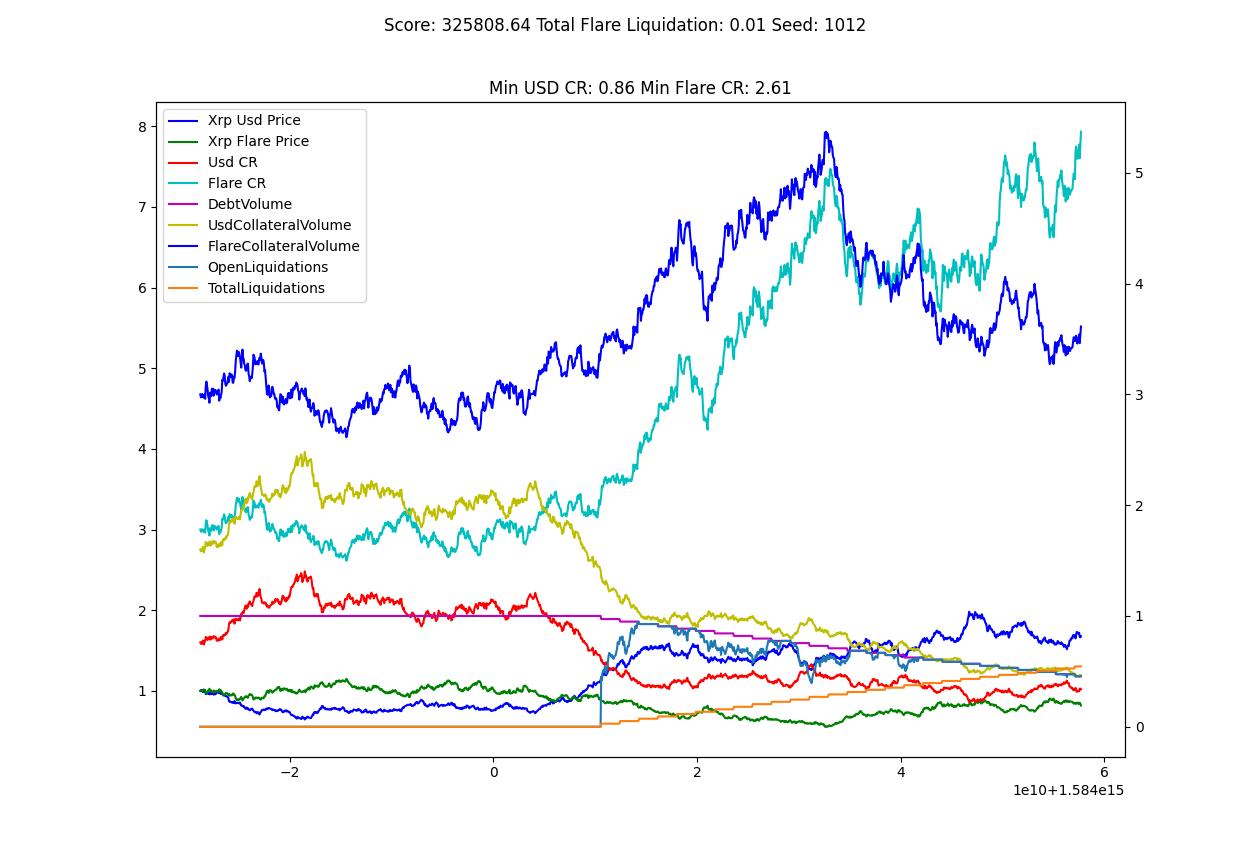 Score: 325808.64 Total Flare Liquidation: 0.01 Seed: 1012
Min USD CR: 0.86 Min Flare CR: 2.61
Xrp Usd Price
Xrp Flare Price
Usd CR
Flare CR
DebtVolume
UsdCollateralVolume
FlareCollateralVolume
OpenLiquidations
TotalLiquidations
8
7
6
5
4
3
2
1
5
4
3
2
1
0
−2
0
2
4
6
1e10+1.584e15